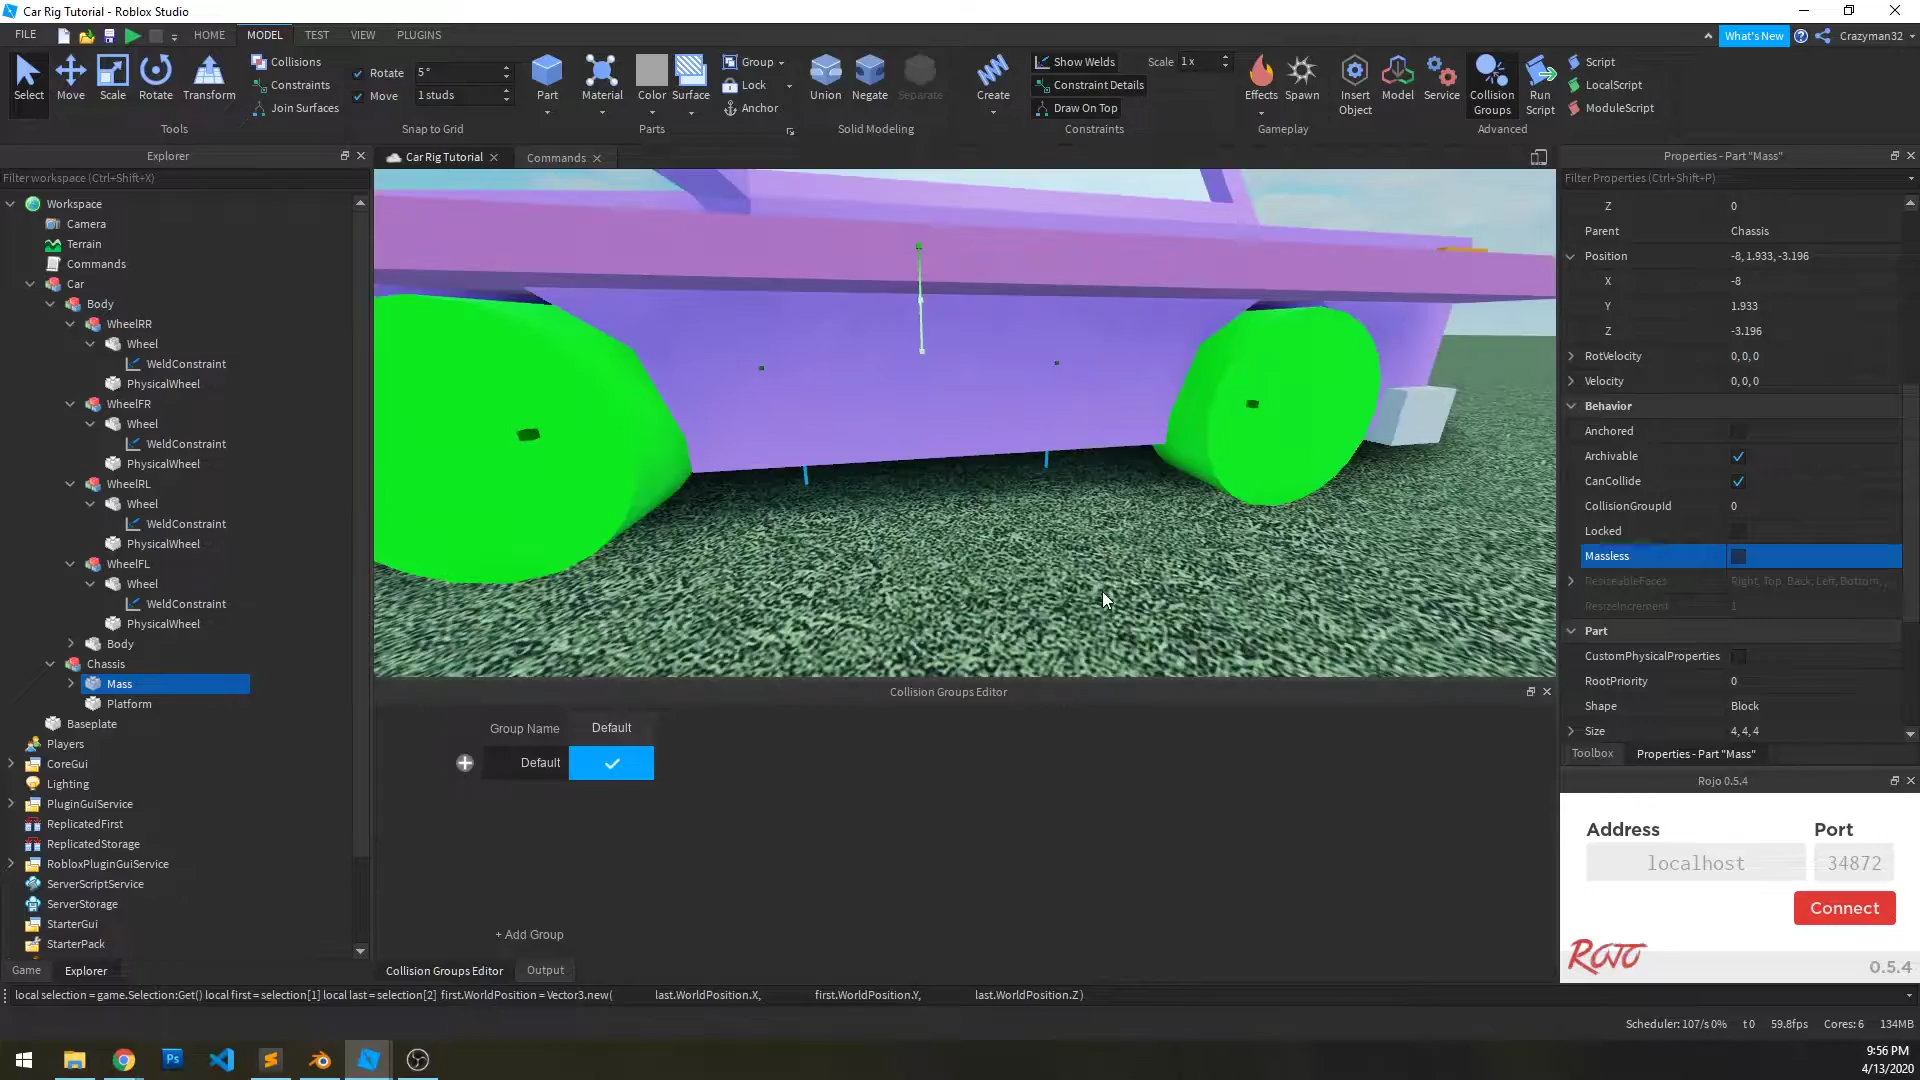 Car Rig Tutorial - Roblox Studio
FILE
HOME
MODEL
TEST
VIEW
PLUGINS
What's New
Crazyman32
Select
Move
Scale
Rotate
Transform
Collisions
Constraints
Join Surfaces
Tools
Rotate 5°
Move 1 studs
Snap to Grid
Part
Material
Color
Surface
Group
Lock
Anchor
Parts
Union
Negate
Separate
Solid Modeling
Create
Show Welds
Constraint Details
Draw On Top
Scale 1x
Constraints
Effects
Spawn
Gameplay
Insert Object
Model
Service
Collision Groups
Run Script
Script
LocalScript
ModuleScript
Advanced
Explorer
Filter workspace (Ctrl+Shift+X)
Workspace
Camera
Terrain
Commands
Car
Body
WheelRR
Wheel
WeldConstraint
PhysicalWheel
WheelFR
Wheel
WeldConstraint
PhysicalWheel
WheelRL
Wheel
WeldConstraint
PhysicalWheel
WheelFL
Wheel
WeldConstraint
PhysicalWheel
Body
Chassis
Mass
Platform
Baseplate
Players
CoreGui
Lighting
PluginGuiService
ReplicatedFirst
ReplicatedStorage
RobloxPluginGuiService
ServerScriptService
ServerStorage
StarterGui
StarterPack
Game
Explorer
Car Rig Tutorial
Commands
Collision Groups Editor
Group Name
Default
Default
+ Add Group
Collision Groups Editor
Output
Properties - Part "Mass"
Filter Properties (Ctrl+Shift+P)
Z 0
Parent Chassis
Position -8, 1.933, -3.196
X -8
Y 1.933
Z -3.196
RotVelocity 0, 0, 0
Velocity 0, 0, 0
Behavior
Anchored
Archivable
CanCollide
CollisionGroupId 0
Locked
Massless
ResizeableFaces Right, Top, Back, Left, Bottom,
ResizeIncrement 1
Part
CustomPhysicalProperties
RootPriority 0
Shape Block
Size 4, 4, 4
Toolbox
Properties - Part "Mass"
Rojo 0.5.4
Address
Port
localhost
34872
Connect
ROJO
0.5.4
local selection = game.Selection:Get() local first = selection[1] local last = selection[2] first.WorldPosition = Vector3.new( last.WorldPosition.X, first.WorldPosition.Y, last.WorldPosition.Z)
Scheduler: 107/s 0% t 0 59.8fps Cores: 6 134MB
Ps
9:56 PM
4/13/2020